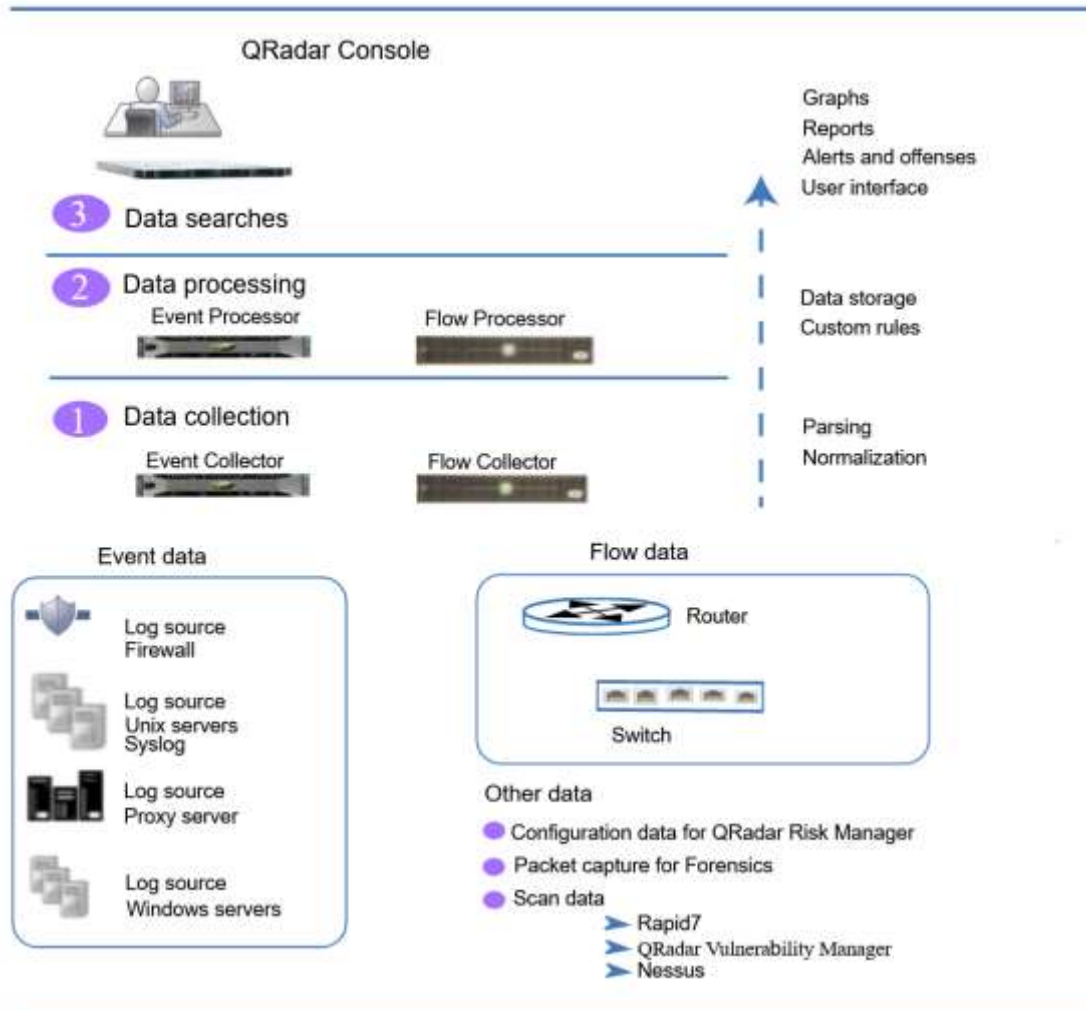 QRadar Console
Graphs
Reports
Alerts and offenses
User interface
3 Data searches
2 Data processing
Event Processor
Flow Processor
Data storage
Custom rules
1 Data collection
Event Collector
Flow Collector
Parsing
Normalization
Event data
Log source
Firewall
Log source
Unix servers
Syslog
Log source
Proxy server
Log source
Windows servers
Flow data
Router
Switch
Other data
Configuration data for QRadar Risk Manager
Packet capture for Forensics
Scan data
Rapid7
QRadar Vulnerability Manager
Nessus